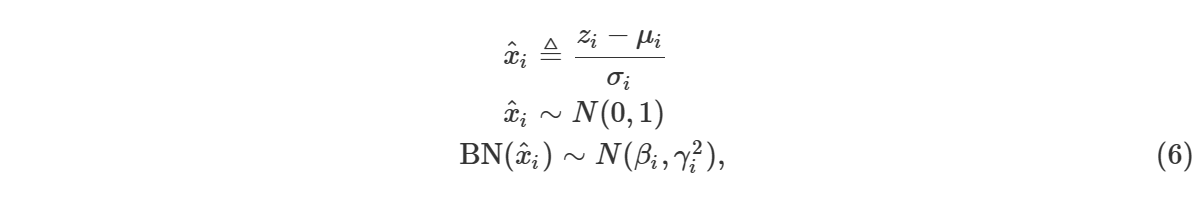 x̂ᵢ ≜ (zᵢ − μᵢ) / σᵢ
x̂ᵢ ∼ N(0, 1)
BN(x̂ᵢ) ∼ N(βᵢ, γᵢ²), (6)